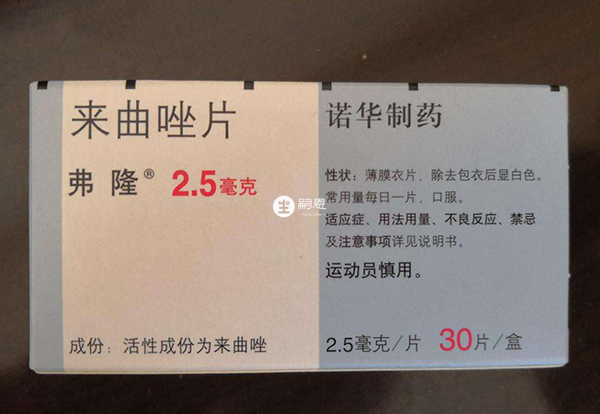 来曲唑片
弗隆® 2.5毫克
成份：活性成份为来曲唑
诺华制药
性状：薄膜衣片，除去包衣后显白色。
常用量每日一片，口服。
适应症、用法用量、不良反应、禁忌
及注意事项详见说明书。
运动员慎用。
2.5毫克/片 30片/盒
嗣恩